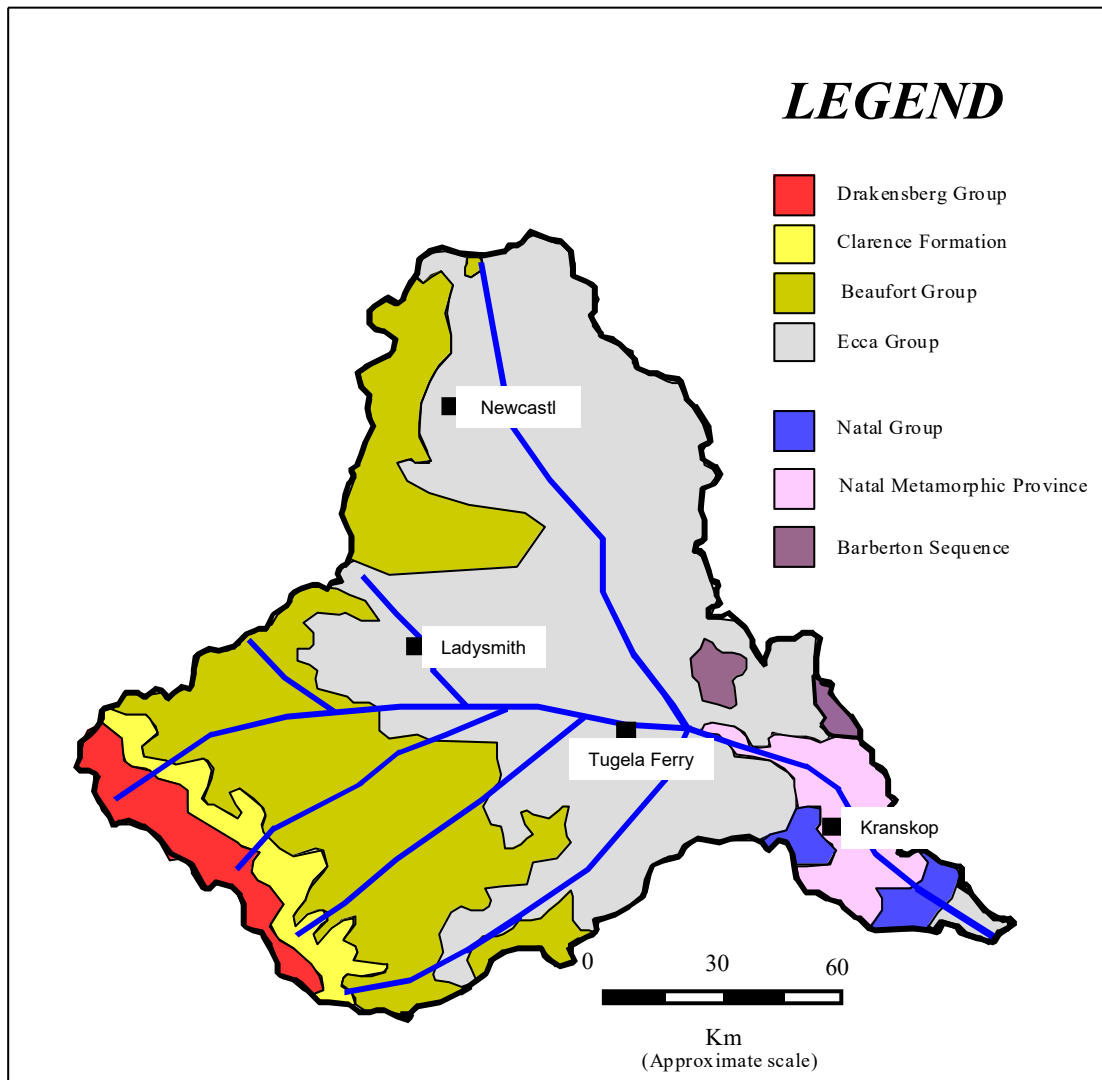 LEGEND
Drakensberg Group
Clarence Formation
Beaufort Group
Ecca Group
Natal Group
Natal Metamorphic Province
Barberton Sequence
Newcastl
Ladysmith
Tugela Ferry
Kranskop
0 30 60
Km
(Approximate scale)